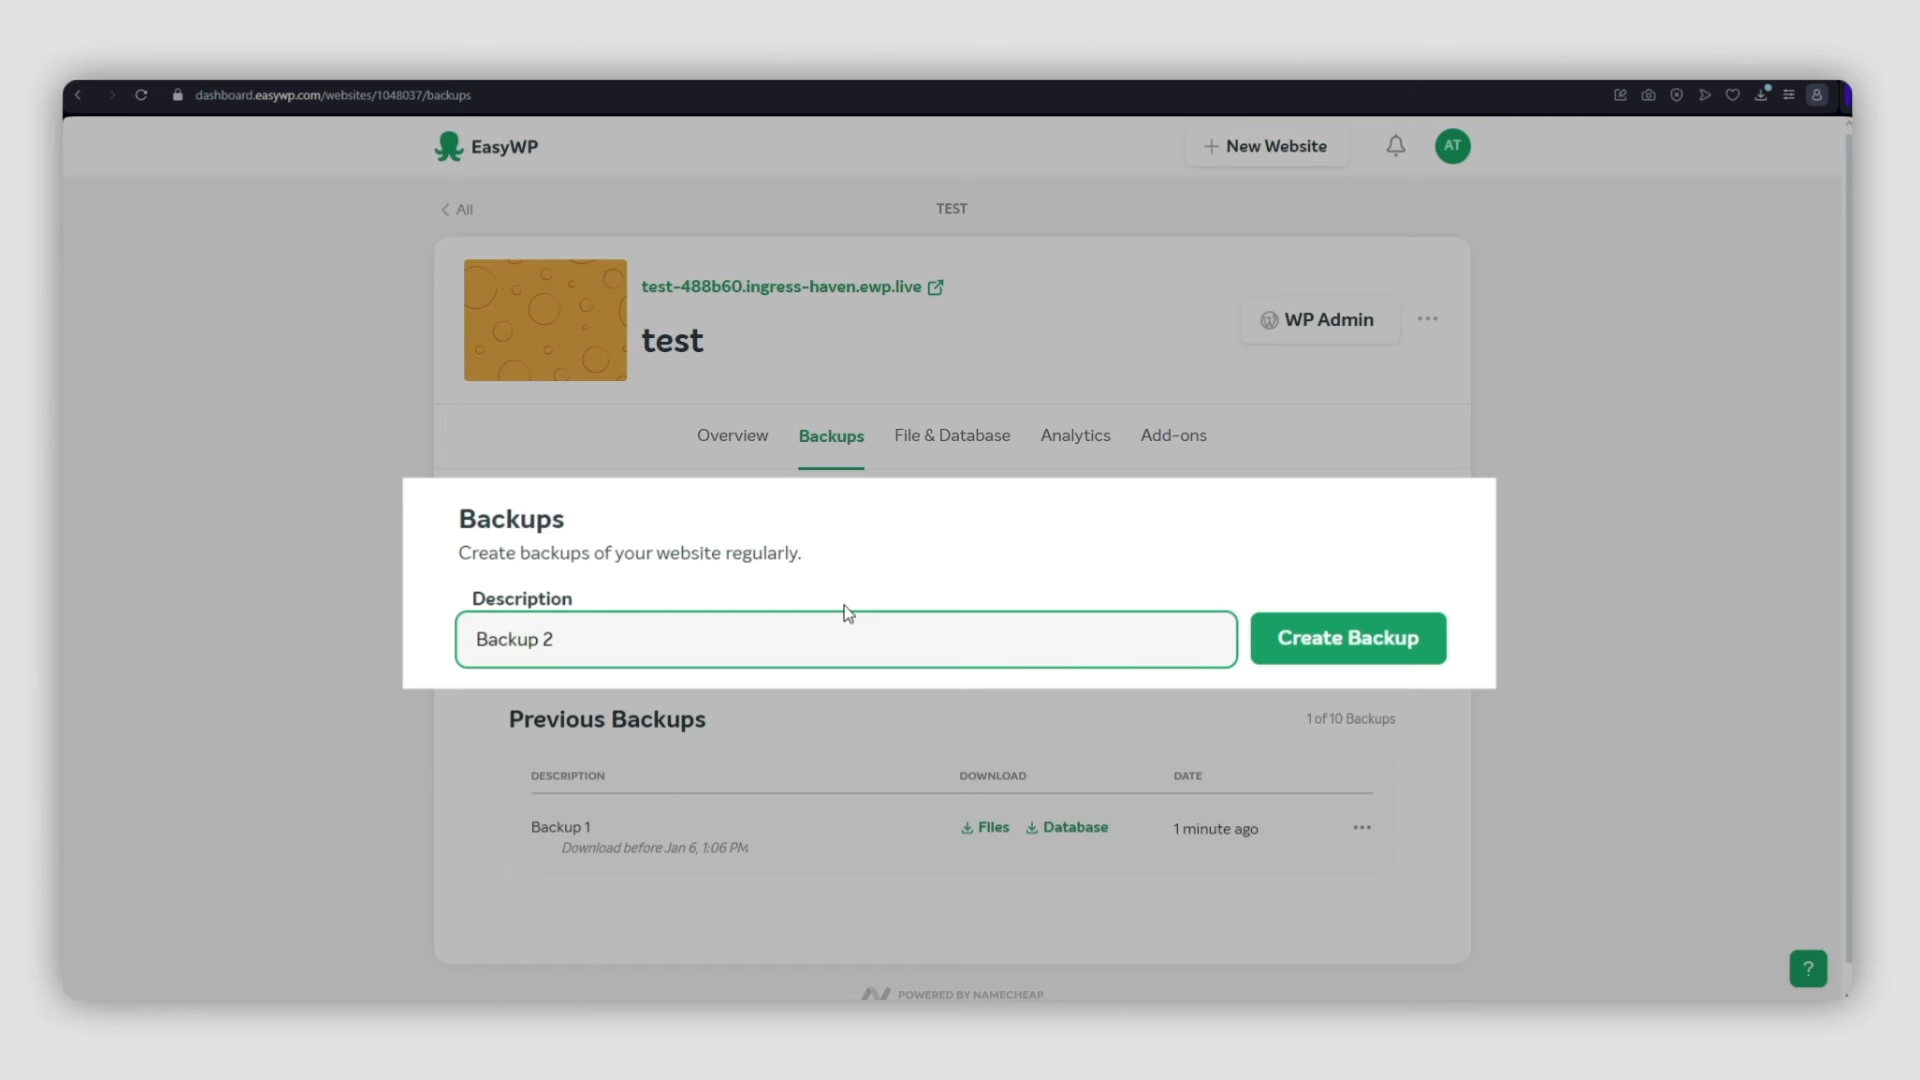 dashboard.easywp.com/websites/1048037/backups
EasyWP
+ New Website
AT
< All
TEST
test-488b60.ingress-haven.ewp.live
test
WP Admin
Overview
Backups
File & Database
Analytics
Add-ons
Backups
Create backups of your website regularly.
Description
Backup 2
Create Backup
Previous Backups
1 of 10 Backups
DESCRIPTION
DOWNLOAD
DATE
Backup 1
Files
Database
1 minute ago
Download before Jan 6, 1:06 PM
?
POWERED BY NAMECHEAP